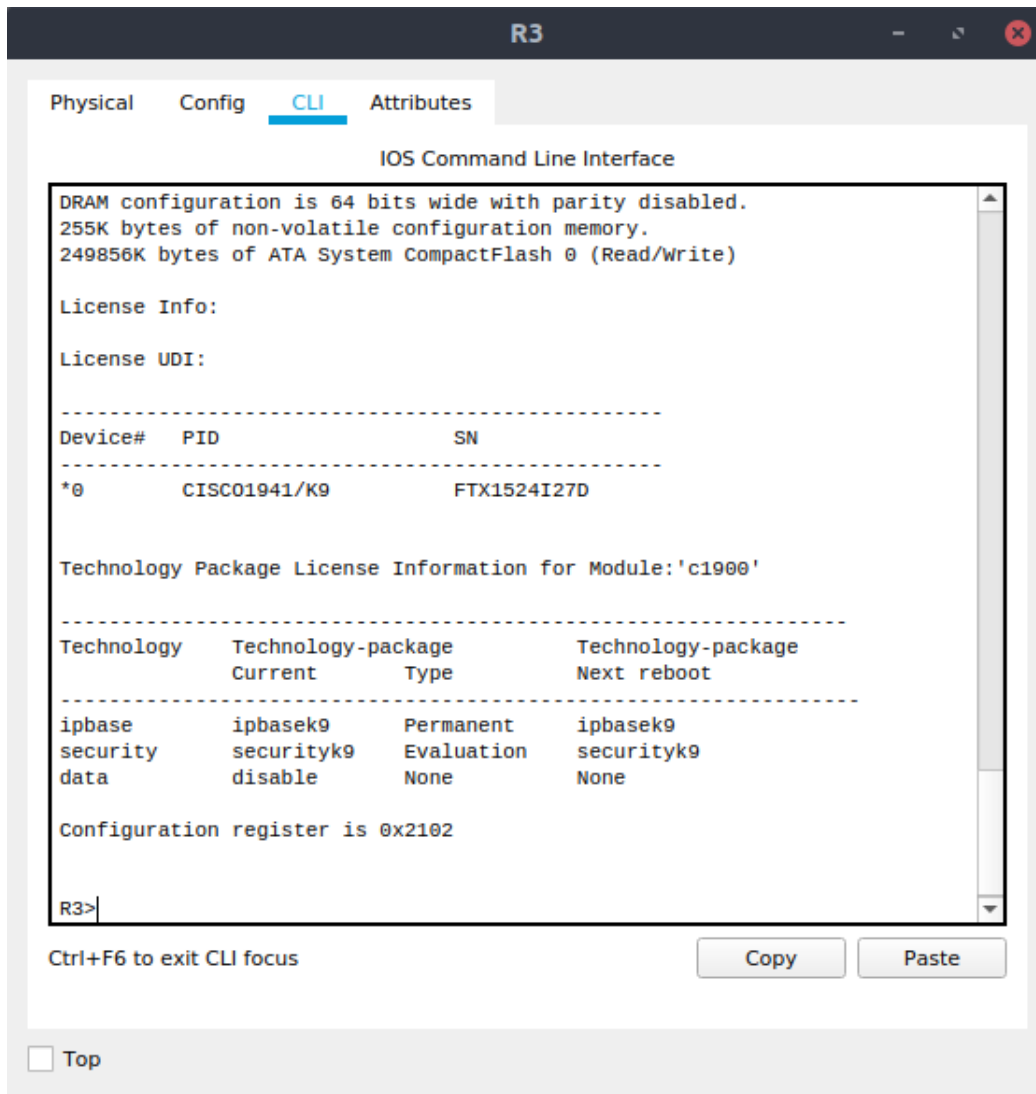 R3
Physical Config CLI Attributes
IOS Command Line Interface
DRAM configuration is 64 bits wide with parity disabled.
255K bytes of non-volatile configuration memory.
249856K bytes of ATA System CompactFlash 0 (Read/Write)
License Info:
License UDI:
-------------------------------------------------
Device#   PID                   SN
-------------------------------------------------
*0        CISCO1941/K9          FTX1524I27D
Technology Package License Information for Module:'c1900'
----------------------------------------------------------------
Technology    Technology-package          Technology-package
              Current       Type          Next reboot
-----------------------------------------------------------------
ipbase        ipbasek9      Permanent     ipbasek9
security      securityk9    Evaluation    securityk9
data          disable       None          None
Configuration register is 0x2102
R3>
Ctrl+F6 to exit CLI focus
Copy Paste
Top